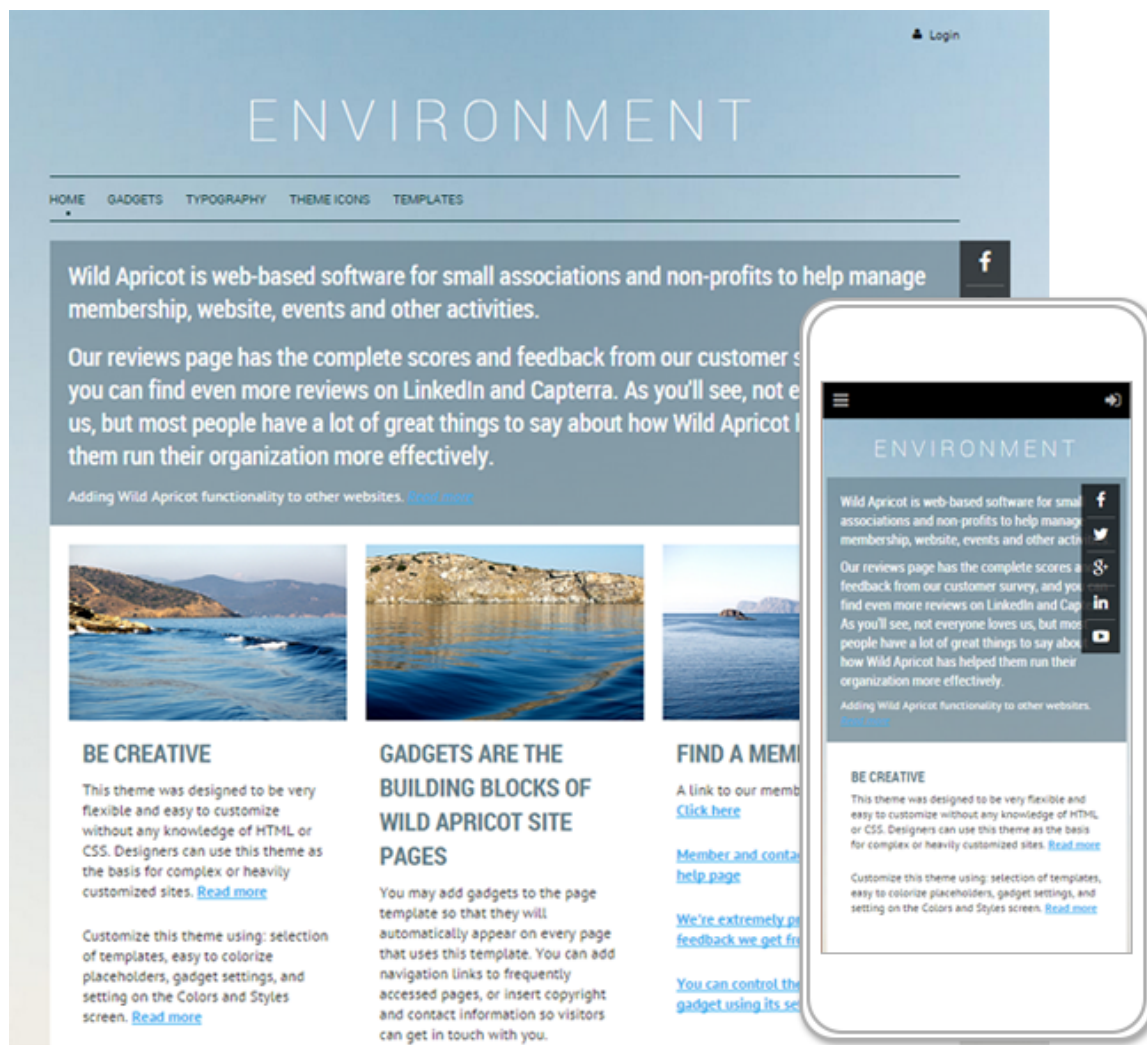 Login
ENVIRONMENT
HOME GADGETS TYPOGRAPHY THEME ICONS TEMPLATES
Wild Apricot is web-based software for small associations and non-profits to help manage
membership, website, events and other activities.
Our reviews page has the complete scores and feedback from our customer
you can find even more reviews on LinkedIn and Capterra. As you'll see, not
us, but most people have a lot of great things to say about how Wild Apricot
them run their organization more effectively.
Adding Wild Apricot functionality to other websites. Read more
BE CREATIVE
This theme was designed to be very
flexible and easy to customize
without any knowledge of HTML or
CSS. Designers can use this theme as
the basis for complex or heavily
customized sites. Read more
Customize this theme using: selection
of templates, easy to colorize
placeholders, gadget settings, and
setting on the Colors and Styles
screen. Read more
GADGETS ARE THE
BUILDING BLOCKS OF
WILD APRICOT SITE
PAGES
You may add gadgets to the page
template so that they will
automatically appear on every page
that uses this template. You can add
navigation links to frequently
accessed pages, or insert copyright
and contact information so visitors
can get in touch with you.
FIND A MEM
A link to our memb
Click here
Member and conta
help page
We're extremely
feedback we get
You can control the
gadget using its
ENVIRONMENT
Wild Apricot is web-based software for
associations and non-profits to help
membership, website, events and other
Our reviews page has the complete scores
feedback from our customer survey, and you can
find even more reviews on LinkedIn and
As you'll see, not everyone loves us, but most
people have a lot of great things to say
how Wild Apricot has helped them run their
organization more effectively.
Adding Wild Apricot functionality to other websites.
Read more
BE CREATIVE
This theme was designed to be very flexible and
easy to customize without any knowledge of HTML
or CSS. Designers can use this theme as the basis
for complex or heavily customized sites. Read more
Customize this theme using: selection of templates,
easy to colorize placeholders, gadget settings, and
setting on the Colors and Styles screen. Read more